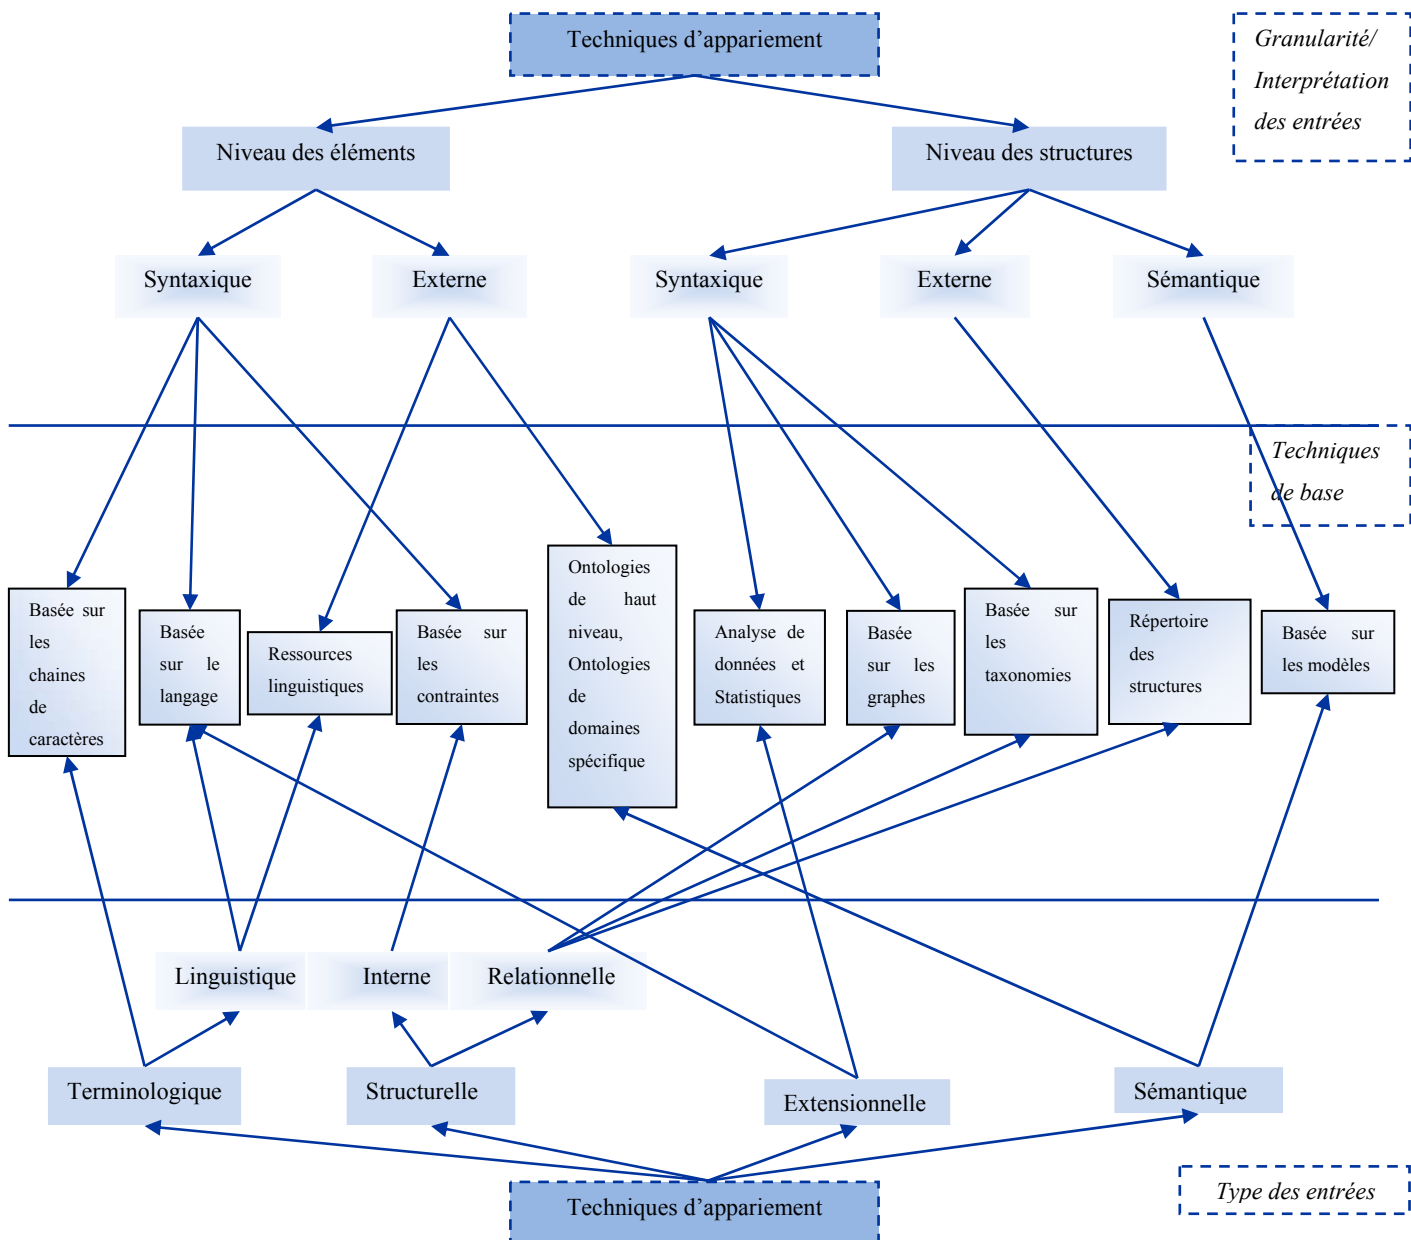 Techniques d’appariement
Granularité/
Interprétation
des entrées
Niveau des éléments
Niveau des structures
Syntaxique
Externe
Syntaxique
Externe
Sémantique
Techniques
de base
Basée sur
les
chaines
de
caractères
Basée
sur le
langage
Ressources
linguistiques
Basée sur
les
contraintes
Ontologies
de haut
niveau,
Ontologies
de
domaines
spécifique
Analyse de
données et
Statistiques
Basée
sur les
graphes
Basée sur
les
taxonomies
Répertoire
des
structures
Basée sur
les modèles
Linguistique
Interne
Relationnelle
Terminologique
Structurelle
Extensionnelle
Sémantique
Techniques d’appariement
Type des entrées